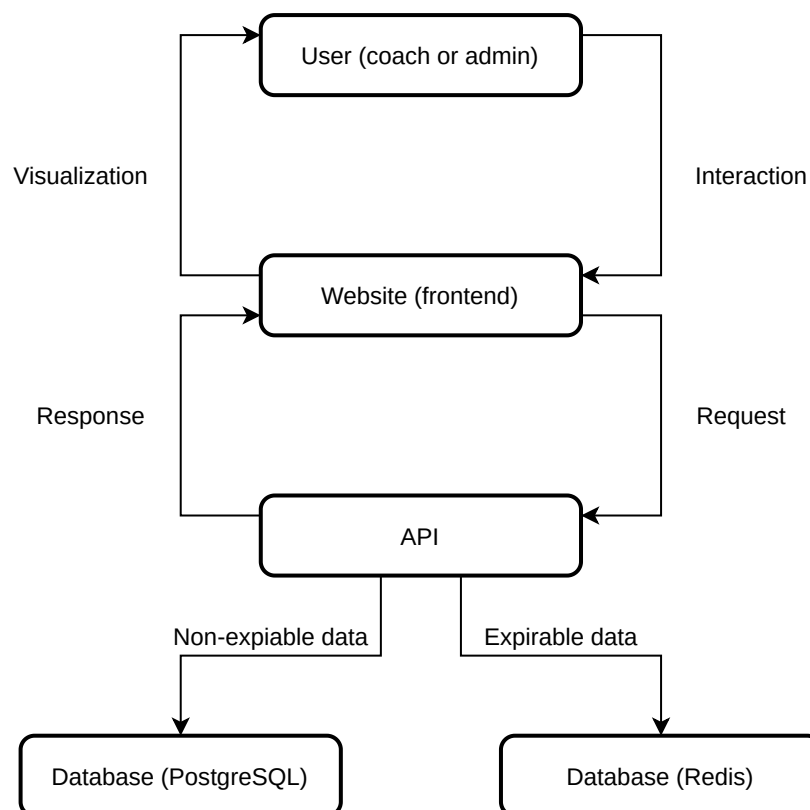 User (coach or admin)
Visualization
Interaction
Website (frontend)
Response
Request
API
Non-expiable data
Expirable data
Database (PostgreSQL)
Database (Redis)